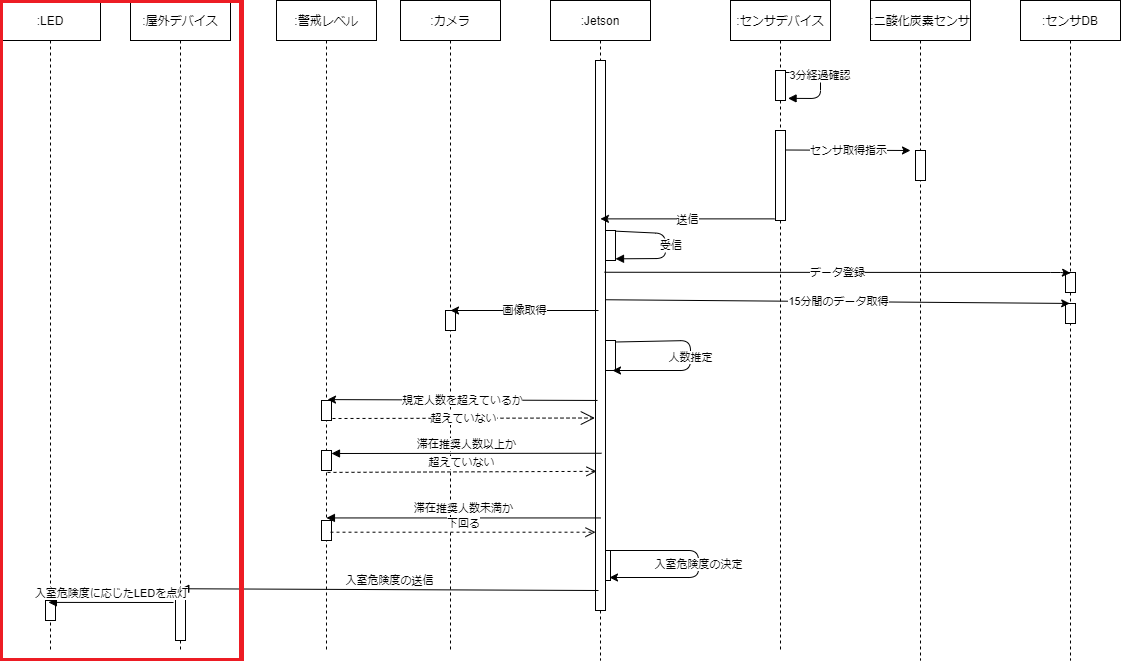 :LED
:屋外デバイス
:警戒レベル
:カメラ
:Jetson
:センサデバイス
:二酸化炭素センサ
:センサDB
3分経過確認
センサ取得指示
送信
受信
データ登録
15分間のデータ取得
画像取得
人数推定
規定人数を超えているか
超えていない
滞在推奨人数以上か
超えていない
滞在推奨人数未満か
下回る
入室危険度の決定
入室危険度の送信
入室危険度に応じたLEDを点灯